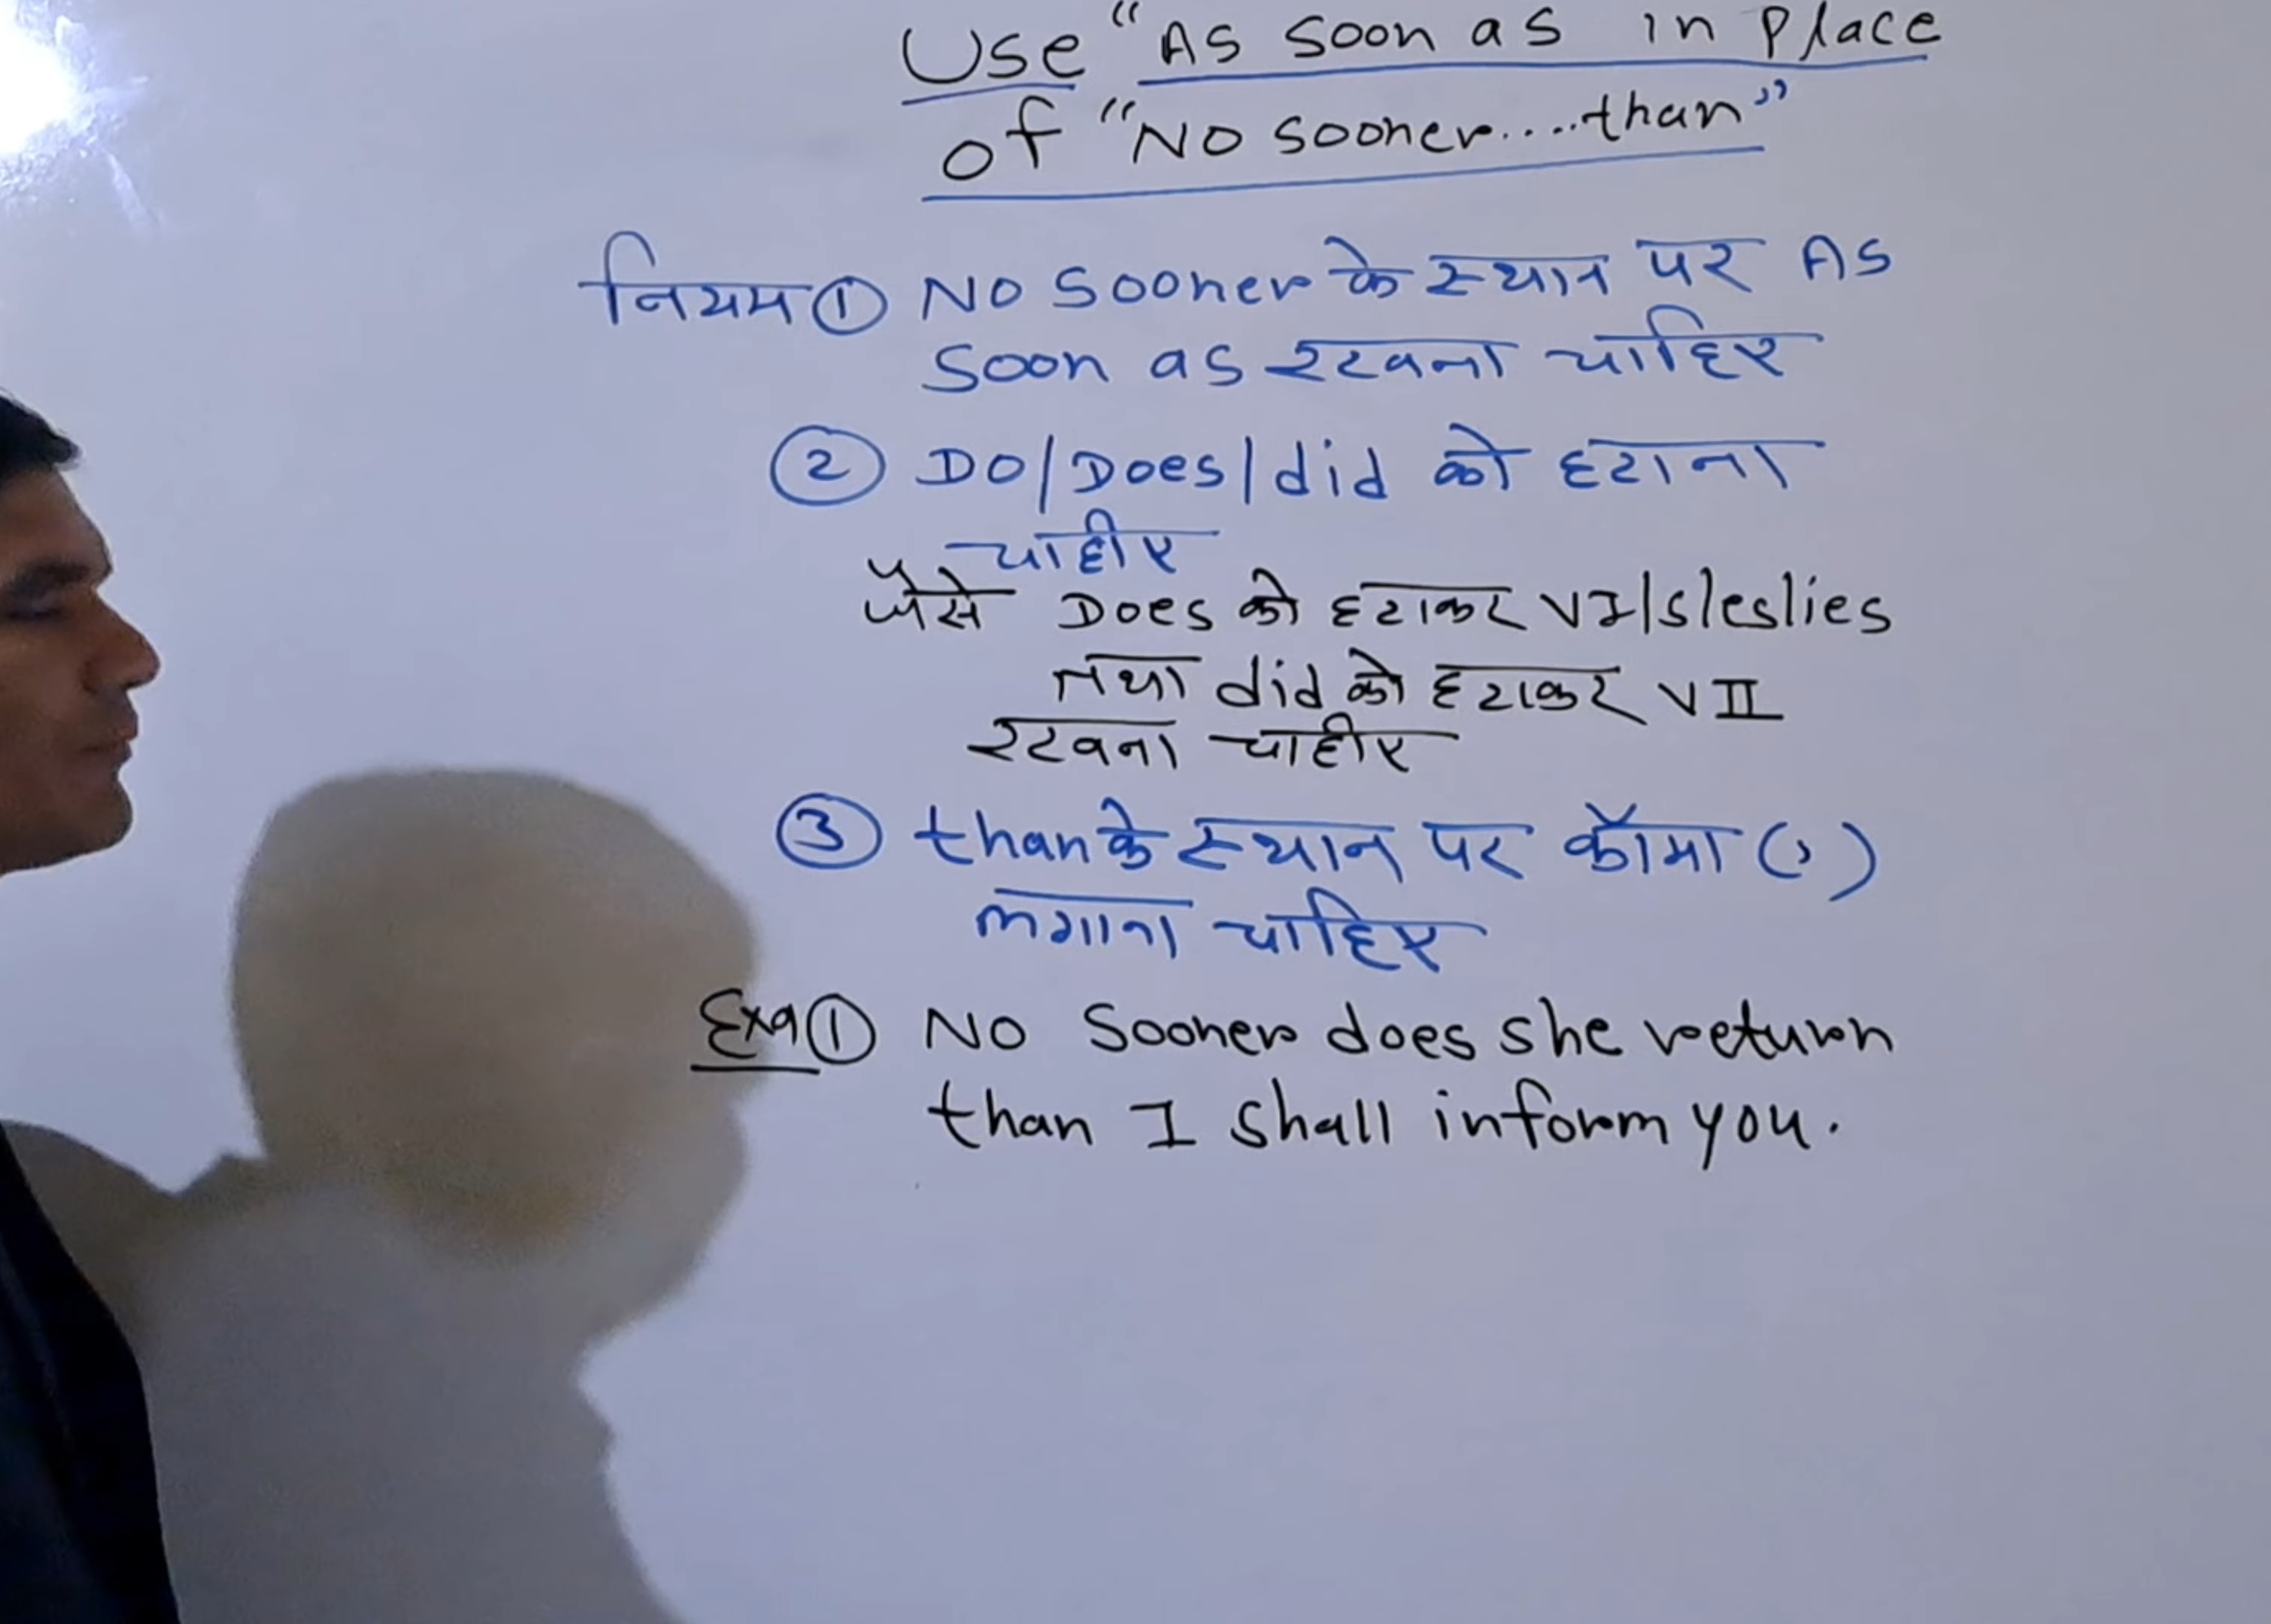 Use "As soon as in place
of "No sooner....than"
नियम ① No sooner के स्थान पर As
soon as रखना चाहिए
② Do/Does/did को हटाना
चाहीए
जैसे Does को हटाकर VI/s/es/ies
तथा did को हटाकर VII
रखना चाहीए
③ than के स्थान पर कॉमा (,)
लगाना चाहिए
Exa ① No sooner does she return
than I shall inform you.